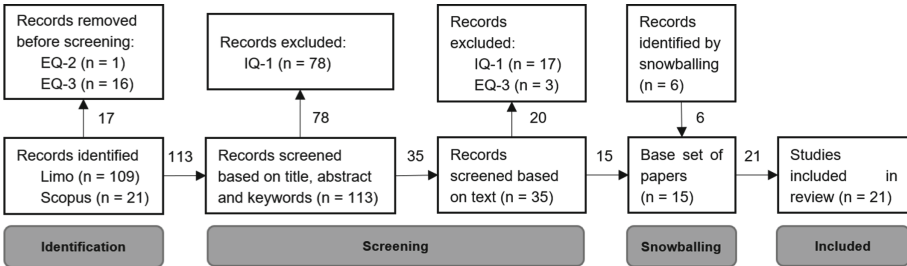 Records removed
before screening:
EQ-2 (n = 1)
EQ-3 (n = 16)
Records excluded:
IQ-1 (n = 78)
Records
excluded:
IQ-1 (n = 17)
EQ-3 (n = 3)
Records
identified by
snowballing
(n = 6)
17
78
20
6
Records identified
Limo (n = 109)
Scopus (n = 21)
113
Records screened
based on title, abstract
and keywords (n = 113)
35
Records
screened based
on text (n = 35)
15
Base set of
papers
(n = 15)
21
Studies
included in
review (n = 21)
Identification
Screening
Snowballing
Included